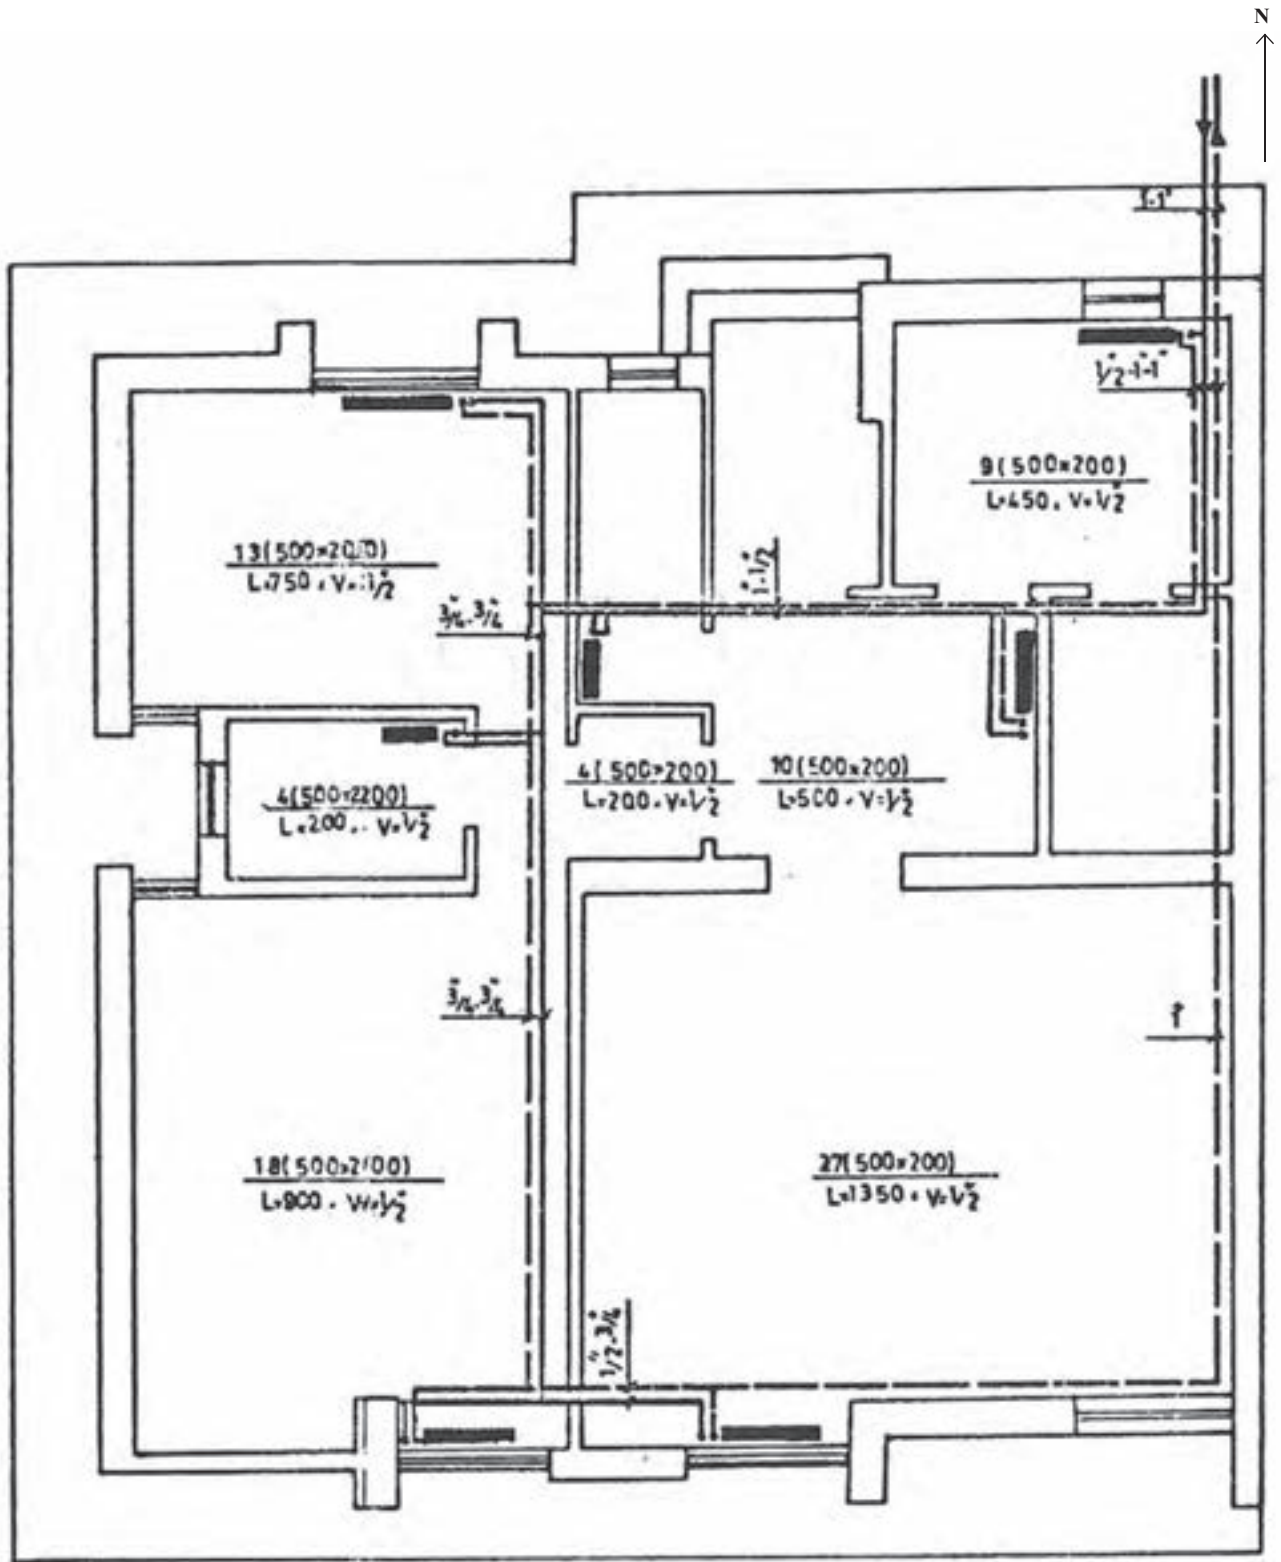 N
1"-1"
1/2"-1"-1"
9(500×200)
L=450, V=1/2"
1"-1/2"
13(500×200)
L=750, V=1/2"
3/4"-3/4"
4(500×200)
L=200, V=1/2"
10(500×200)
L=500, V=1/2"
4(500×2200)
L=200, V=1/2"
3/4"-3/4"
1"
18(500×2100)
L=900, V=1/2"
27(500×200)
L=1350, V=1/2"
1/2"-3/4"